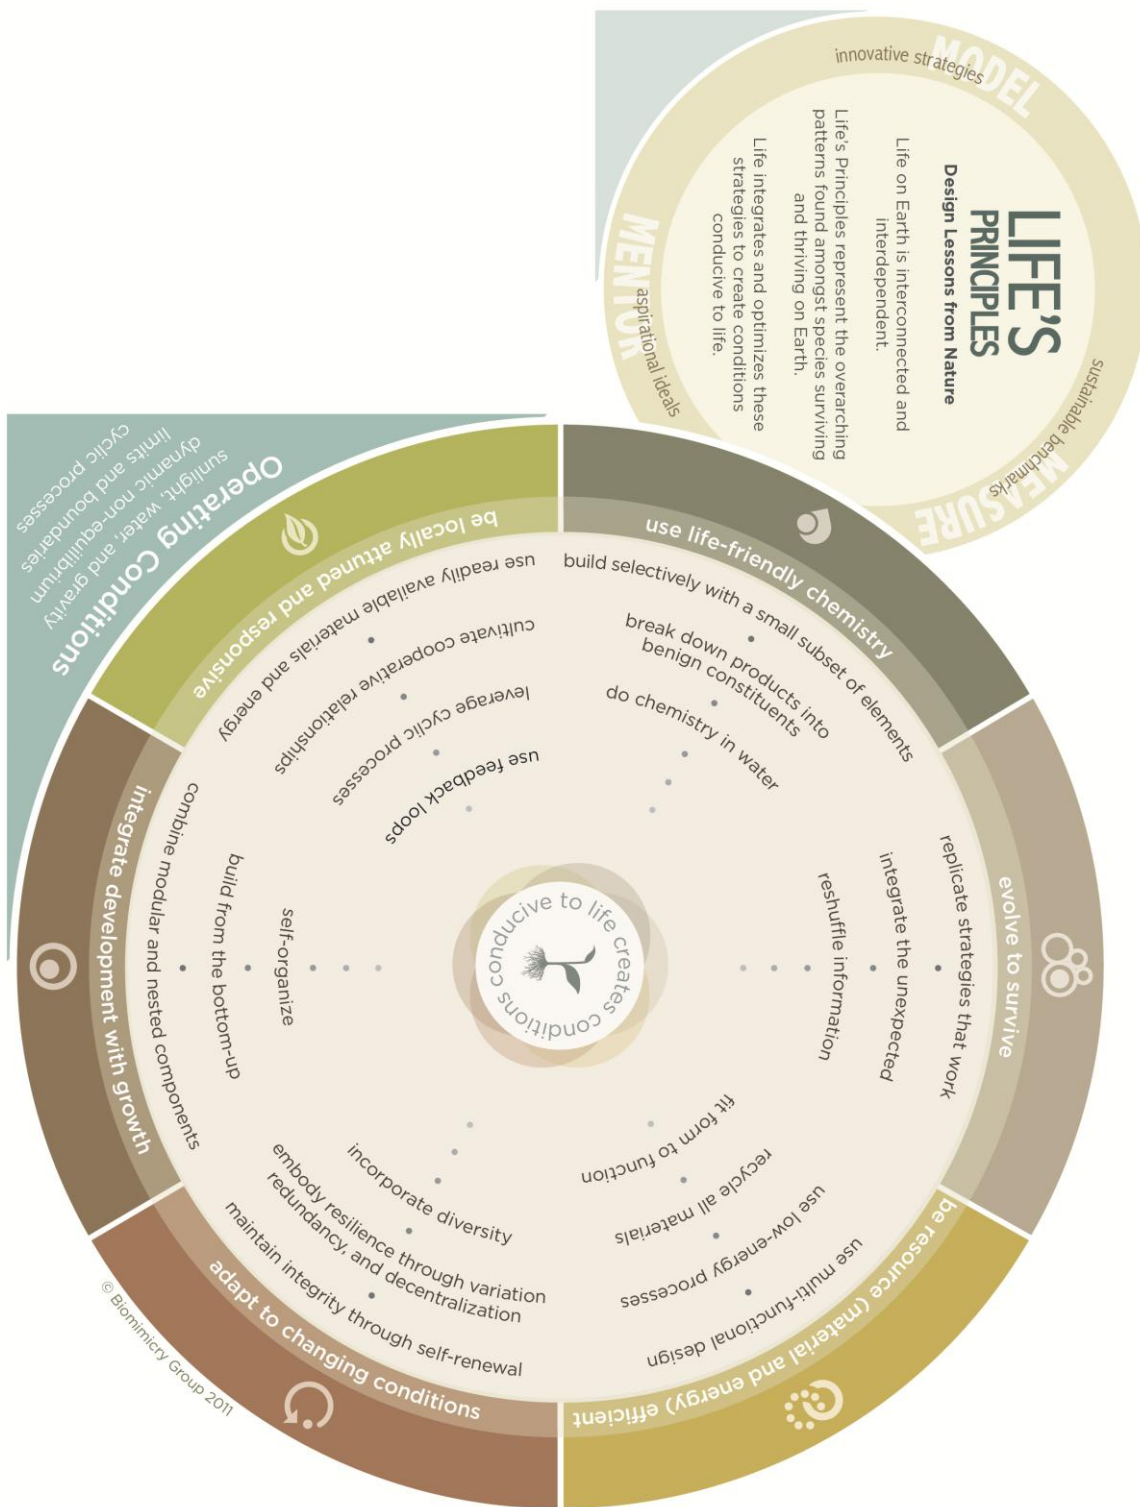 MODEL
innovative strategies
MEASURE
sustainable benchmarks
MENTOR
aspirational ideals
LIFE'S
PRINCIPLES
Design Lessons from Nature
Life on Earth is interconnected and
interdependent.
Life's Principles represent the overarching
patterns found amongst species surviving
and thriving on Earth.
Life integrates and optimizes these
strategies to create conditions
conducive to life.
evolve to survive
replicate strategies that work
integrate the unexpected
reshuffle information
be resource (material and energy) efficient
use multi-functional design
use low-energy processes
recycle all materials
fit form to function
adapt to changing conditions
maintain integrity through self-renewal
embody resilience through variation
redundancy, and decentralization
incorporate diversity
integrate development with growth
combine modular and nested components
build from the bottom-up
self-organize
be locally attuned and responsive
use readily available materials and energy
cultivate cooperative relationships
leverage cyclic processes
use feedback loops
use life-friendly chemistry
build selectively with a small subset of elements
break down products into
benign constituents
do chemistry in water
life creates conditions conducive to
Operating Conditions
sunlight, water, and gravity
dynamic non-equilibrium
limits and boundaries
cyclic processes
© Biomimicry Group 2011